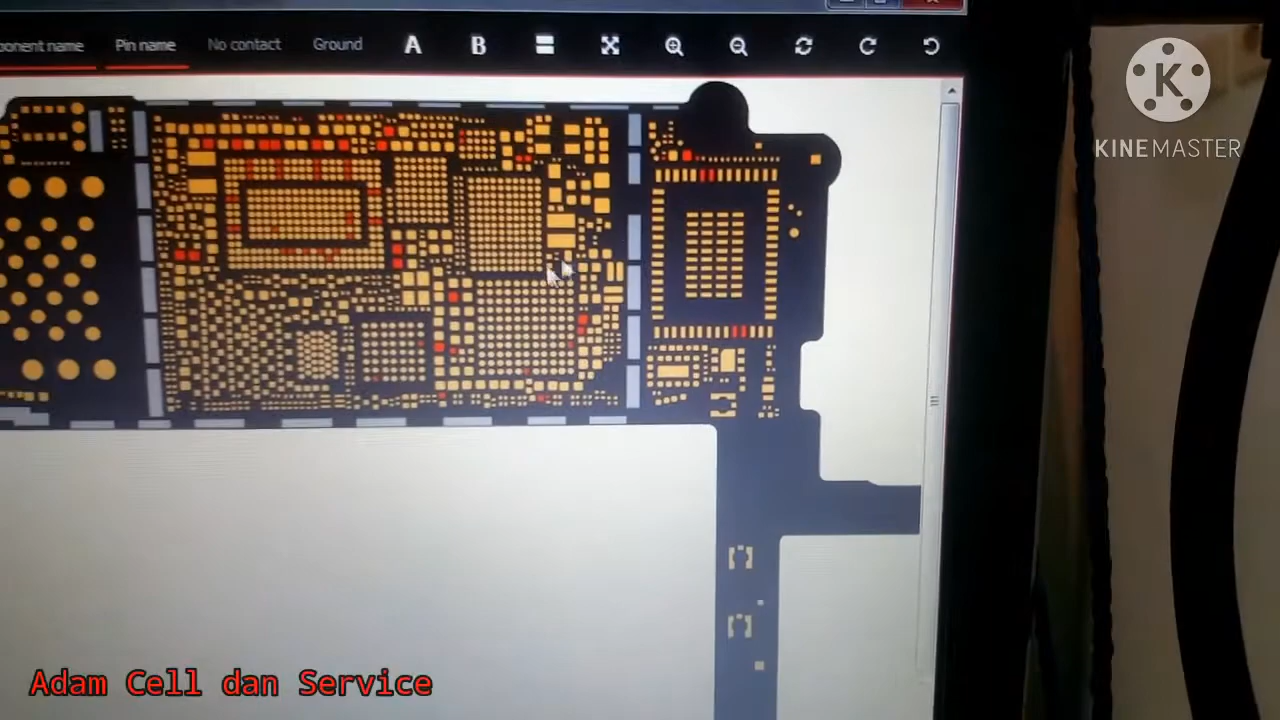 ponent name Pin name No contact Ground A B
KINEMASTER
Adam Cell dan Service